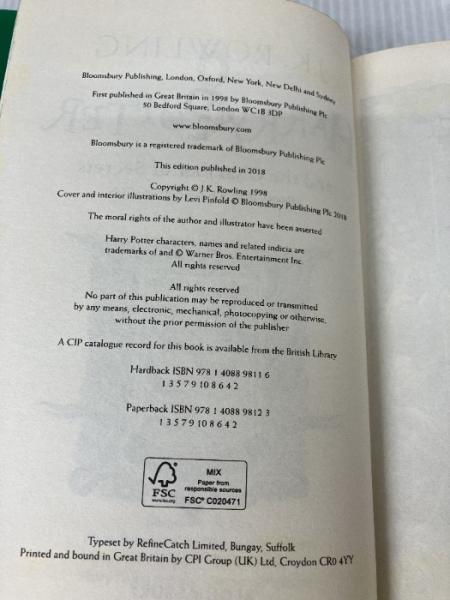 Bloomsbury Publishing, London, Oxford, New York, New Delhi and Sydney
First published in Great Britain in 1998 by Bloomsbury Publishing Plc
50 Bedford Square, London WC1B 3DP
www.bloomsbury.com
Bloomsbury is a registered trademark of Bloomsbury Publishing Plc
This edition published in 2018
Copyright © J.K. Rowling 1998
Cover and interior illustrations by Levi Pinfold © Bloomsbury Publishing Plc 2018
The moral rights of the author and illustrator have been asserted
Harry Potter characters, names and related indicia are
trademarks of and © Warner Bros. Entertainment Inc.
All rights reserved
All rights reserved
No part of this publication may be reproduced or transmitted
by any means, electronic, mechanical, photocopying or otherwise,
without the prior permission of the publisher
A CIP catalogue record for this book is available from the British Library
Hardback ISBN 978 1 4088 9811 6
1 3 5 7 9 10 8 6 4 2
Paperback ISBN 978 1 4088 9812 3
1 3 5 7 9 10 8 6 4 2
FSC
www.fsc.org
MIX
Paper from
responsible sources
FSC® C020471
Typeset by RefineCatch Limited, Bungay, Suffolk
Printed and bound in Great Britain by CPI Group (UK) Ltd, Croydon CR0 4YY